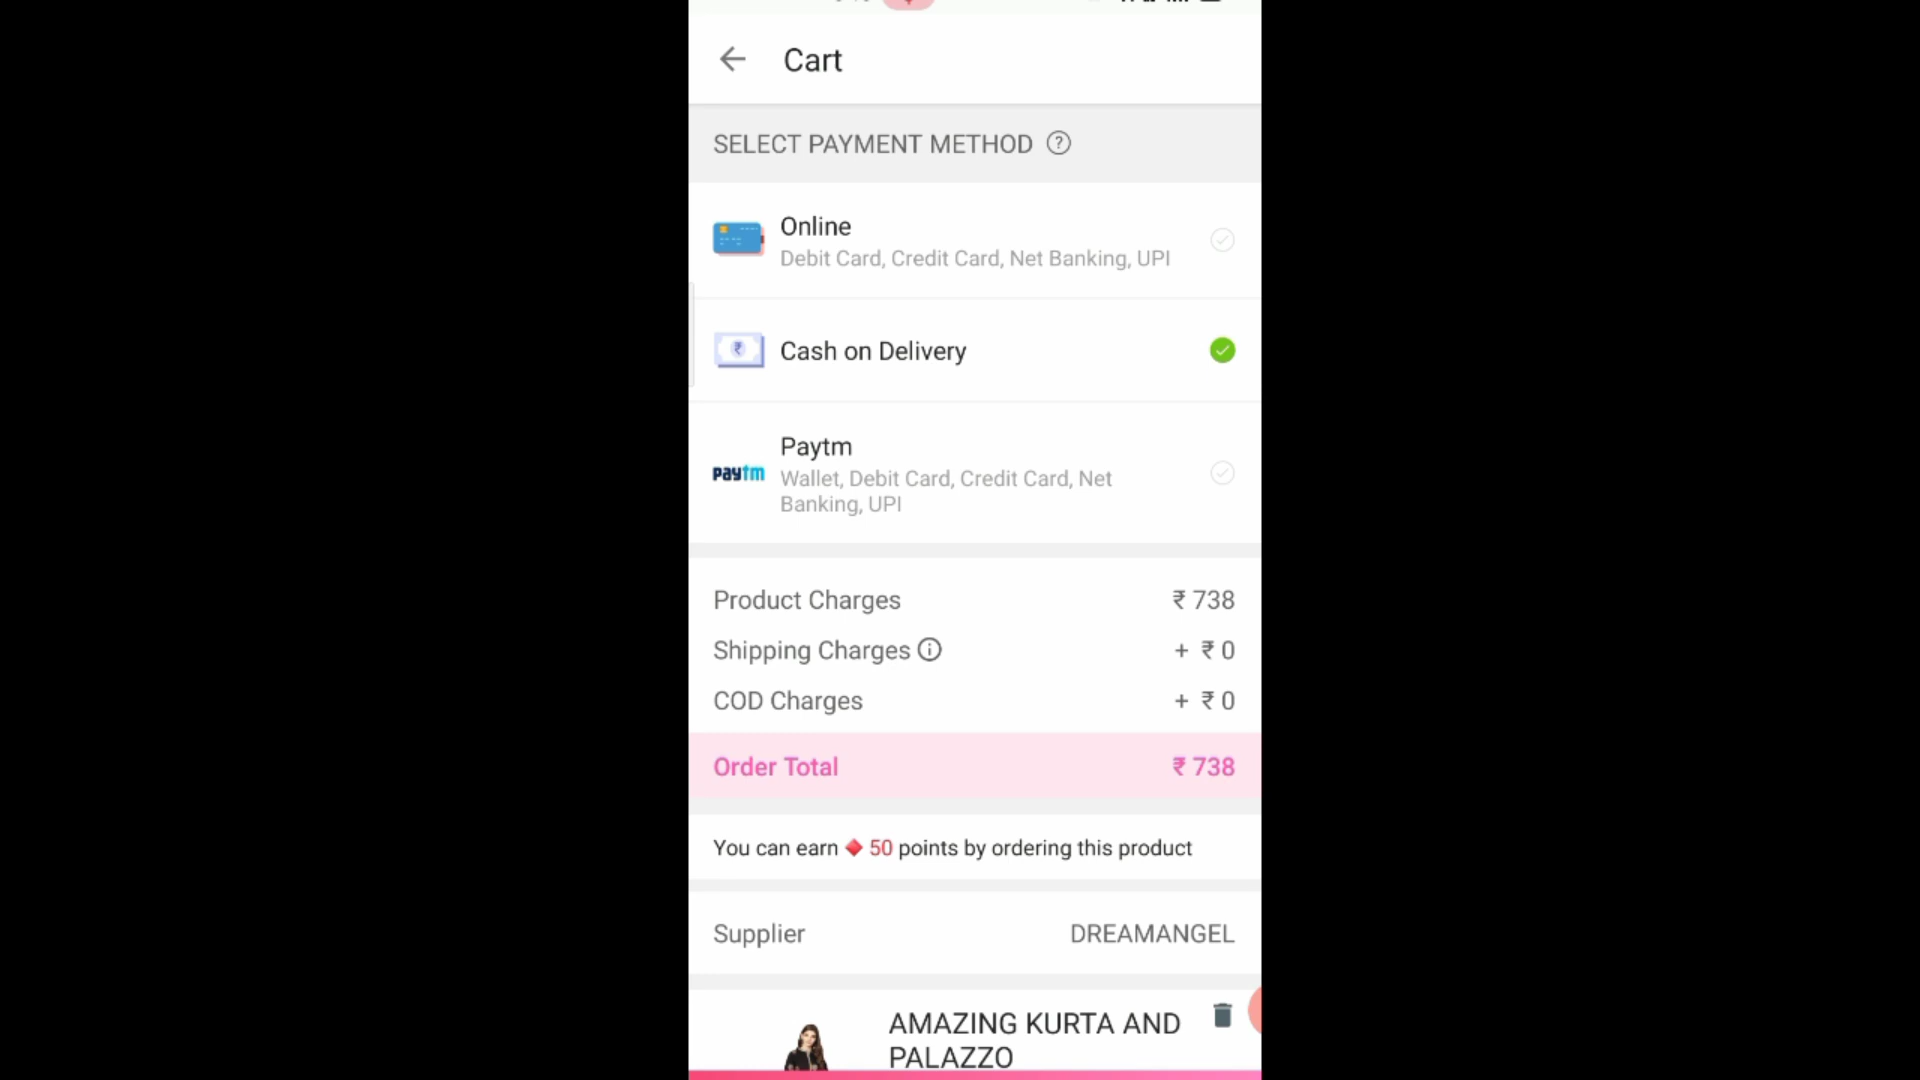 Cart
SELECT PAYMENT METHOD ?
Online
Debit Card, Credit Card, Net Banking, UPI
₹
Cash on Delivery
Paytm
paytm
Wallet, Debit Card, Credit Card, Net
Banking, UPI
Product Charges ₹ 738
Shipping Charges i + ₹ 0
COD Charges + ₹ 0
Order Total ₹ 738
You can earn 50 points by ordering this product
Supplier DREAMANGEL
AMAZING KURTA AND
PALAZZO